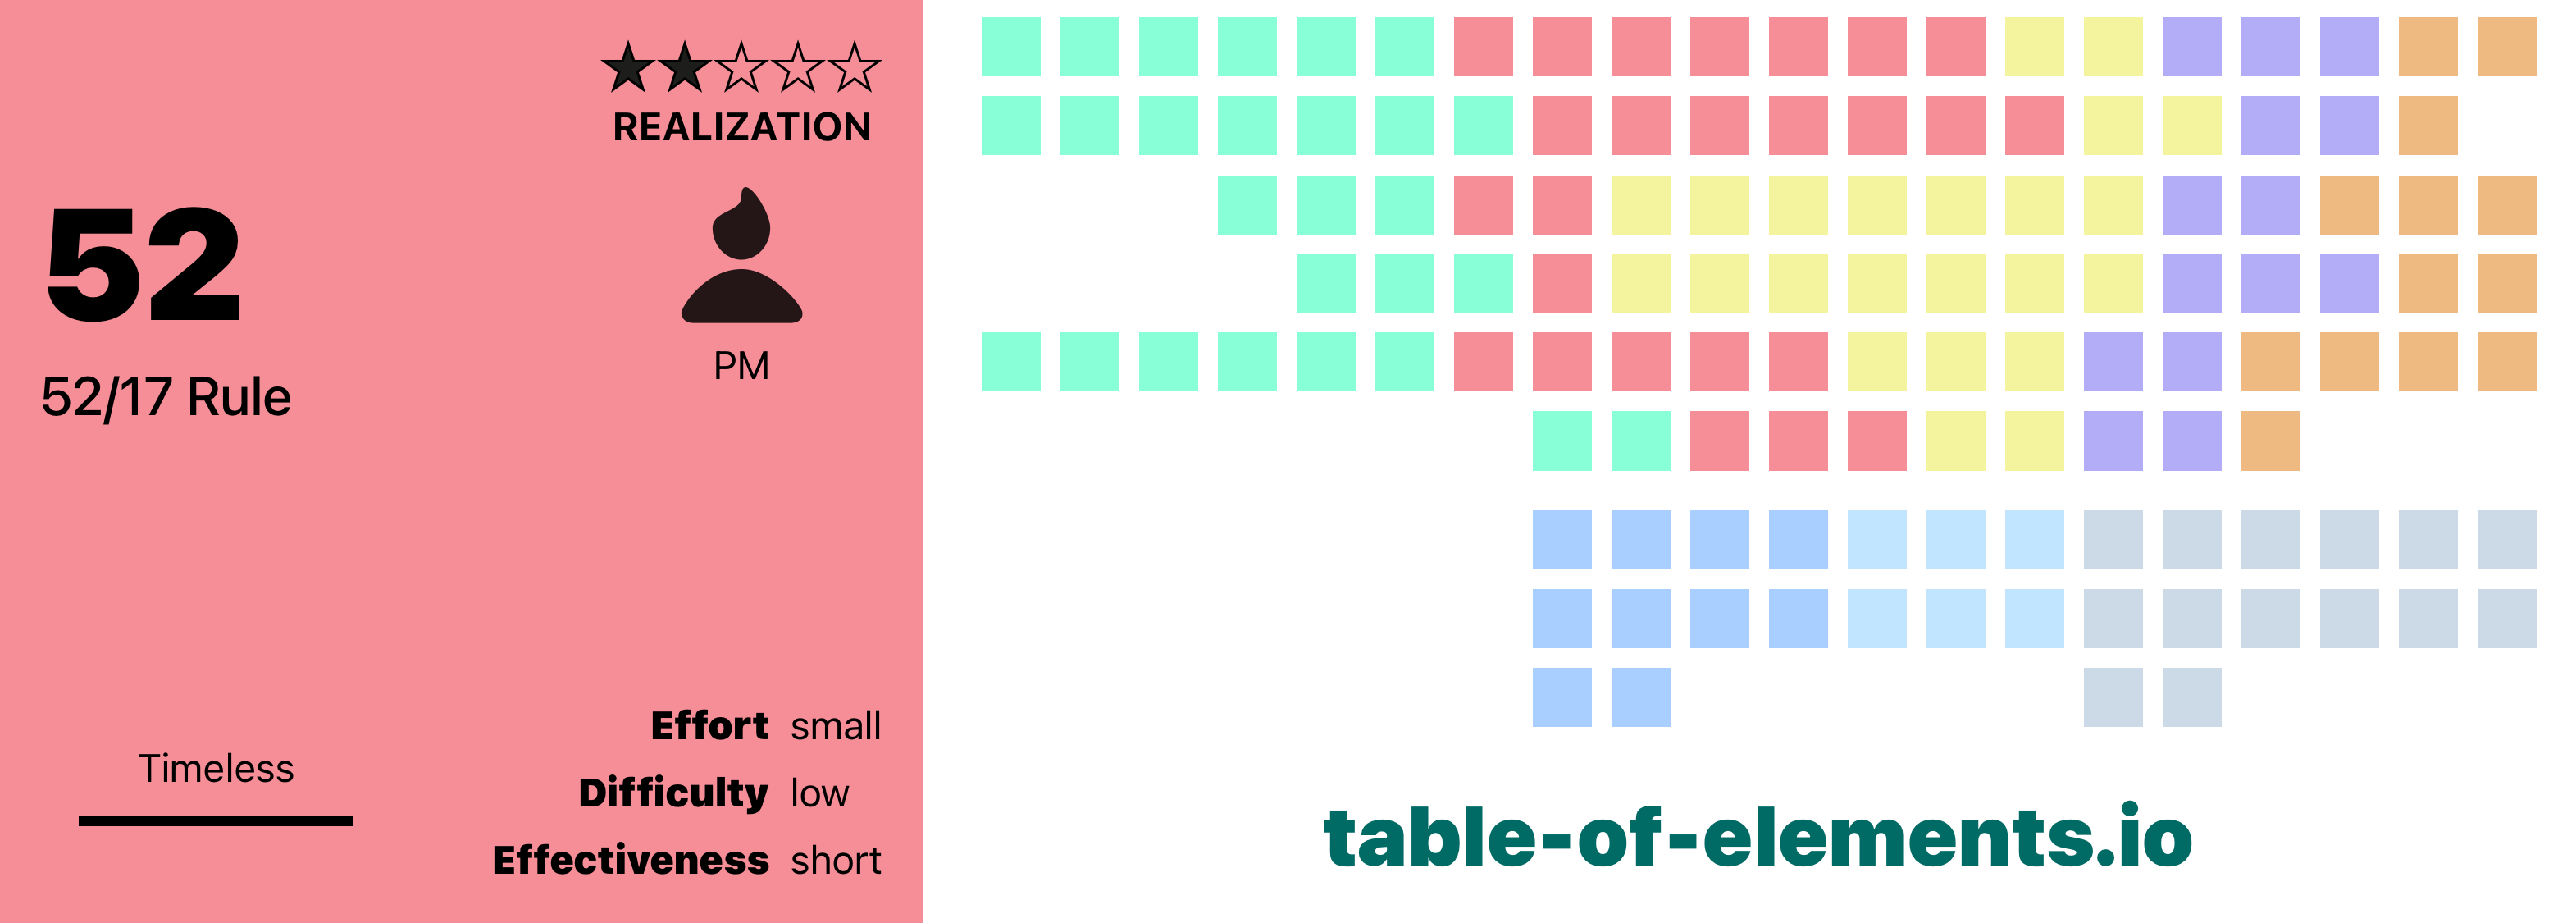 REALIZATION
52
52/17 Rule
PM
Timeless
Effort small
Difficulty low
Effectiveness short
table-of-elements.io